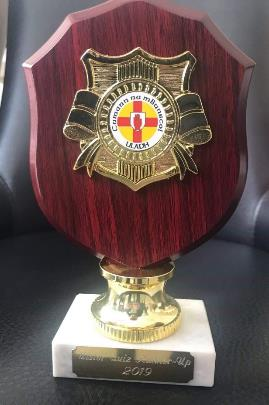 Cumann na mBunscol
ULADH
Quiz Runner-Up
2019